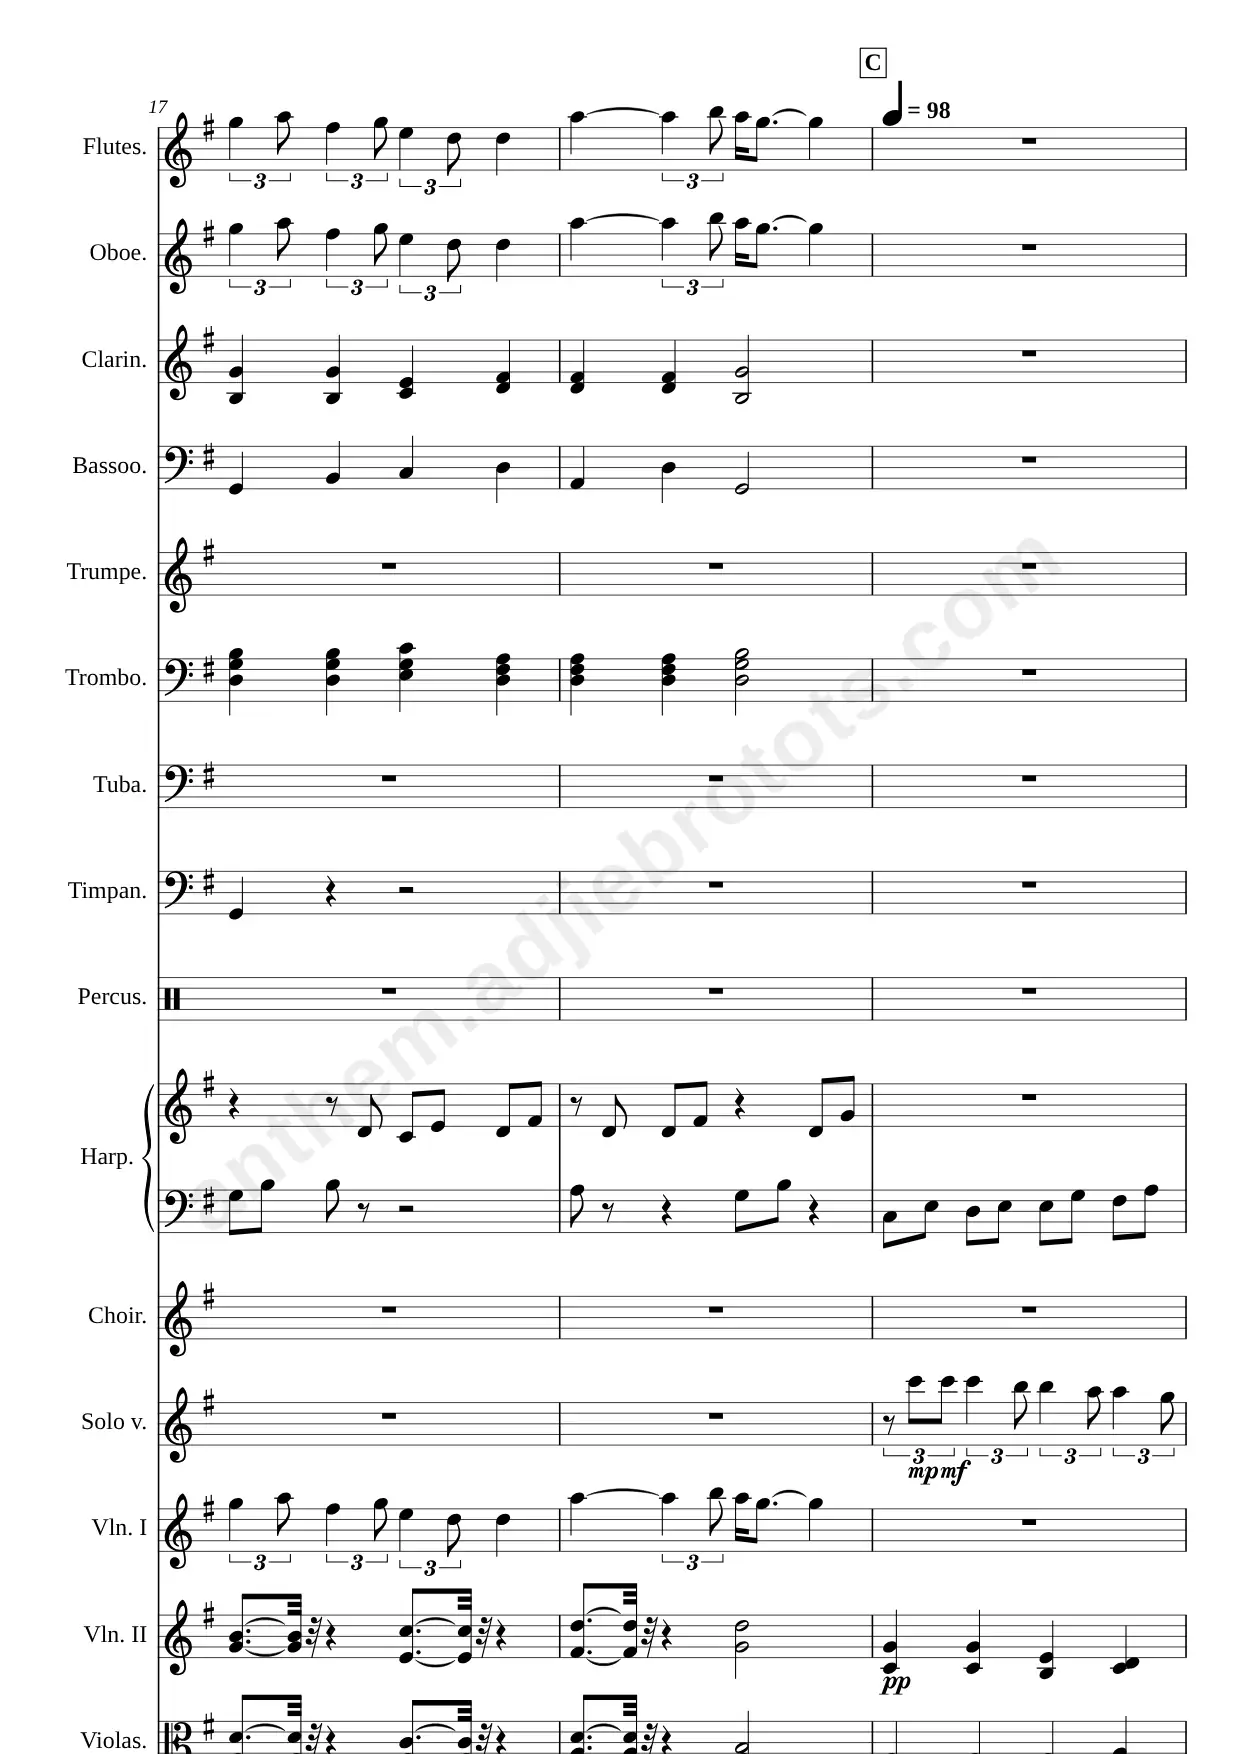 C
17
= 98
Flutes.
3 3 3 3
Oboe.
3 3 3 3
Clarin.
Bassoo.
Trumpe.
Trombo.
Tuba.
Timpan.
Percus.
Harp.
Choir.
Solo v.
3 3 3 3
mp mf
Vln. I
3 3 3 3
Vln. II
pp
Violas.
anthem.adjiebrotots.com